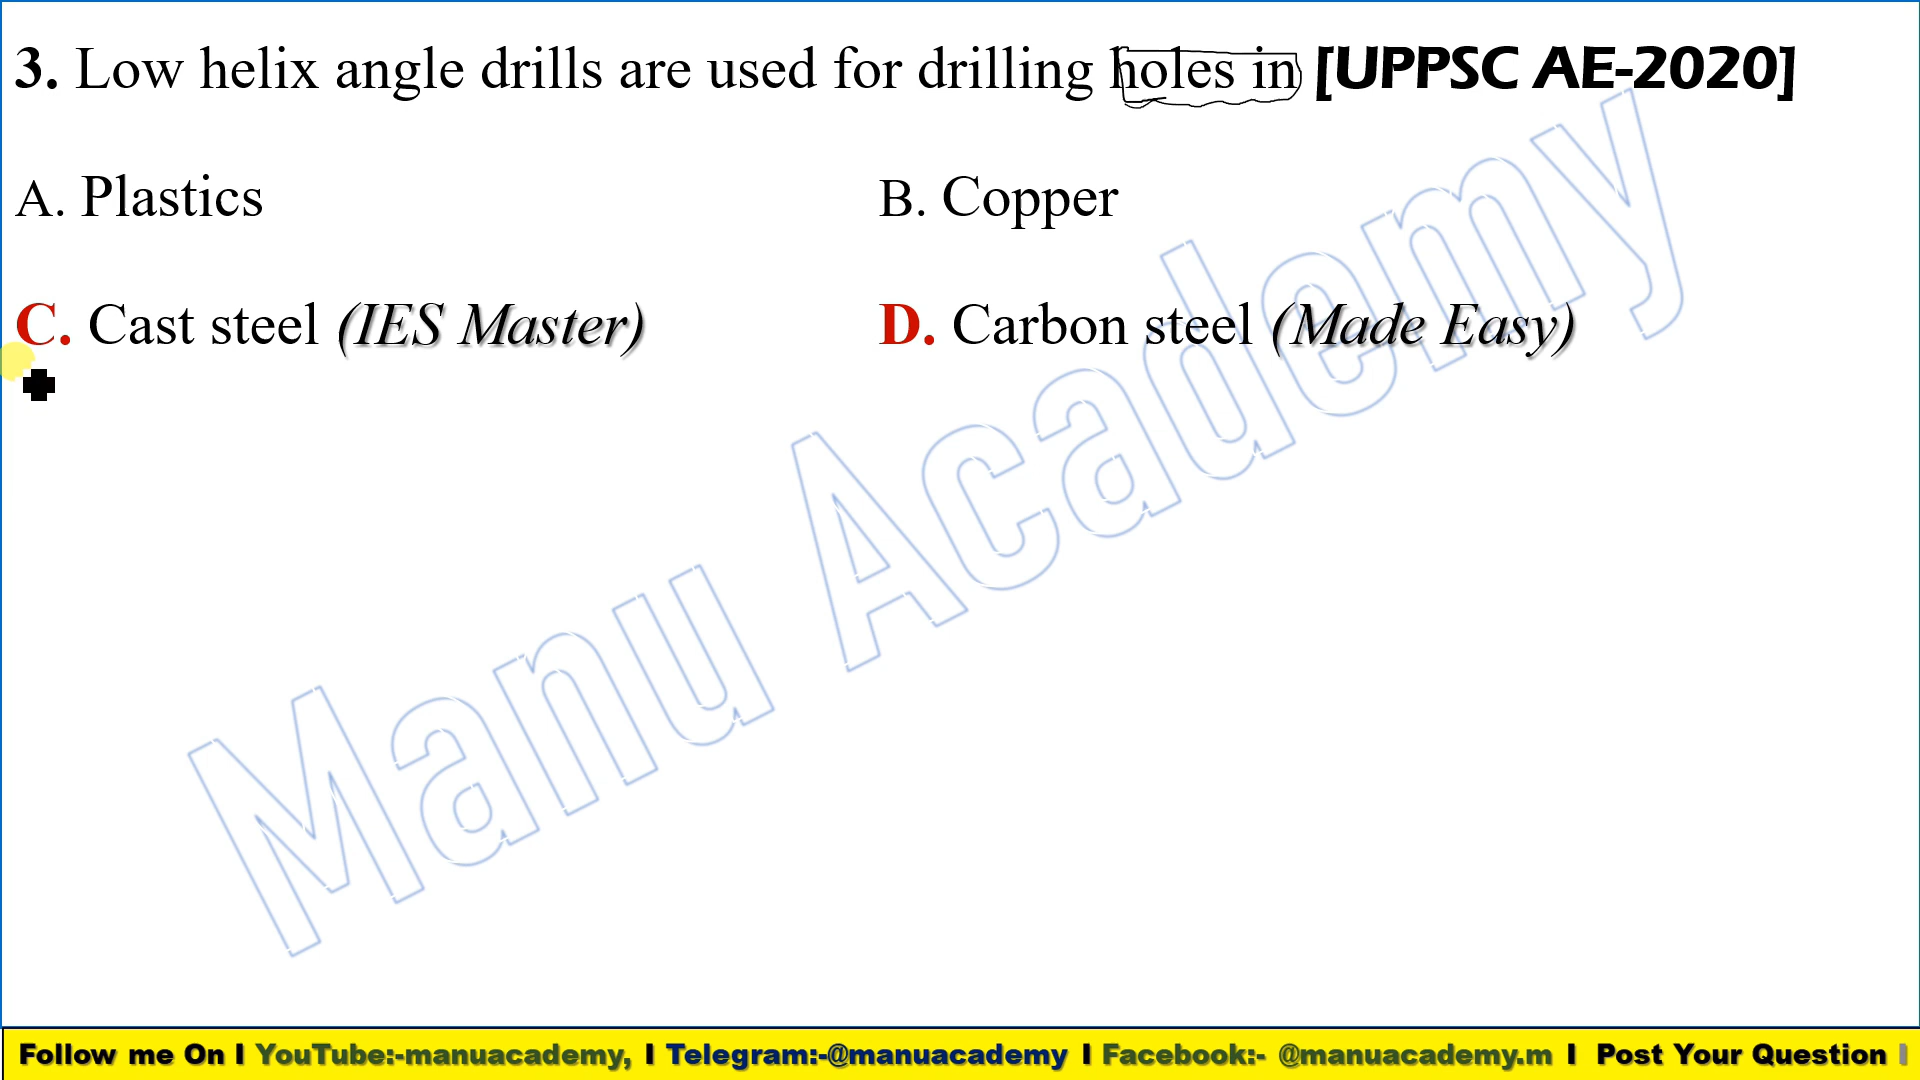 3. Low helix angle drills are used for drilling holes in [UPPSC AE-2020]
A. Plastics
B. Copper
C. Cast steel (IES Master)
D. Carbon steel (Made Easy)
Manu Academy
Follow me On I YouTube:-manuacademy, I Telegram:-@manuacademy I Facebook:- @manuacademy.m I Post Your Question I